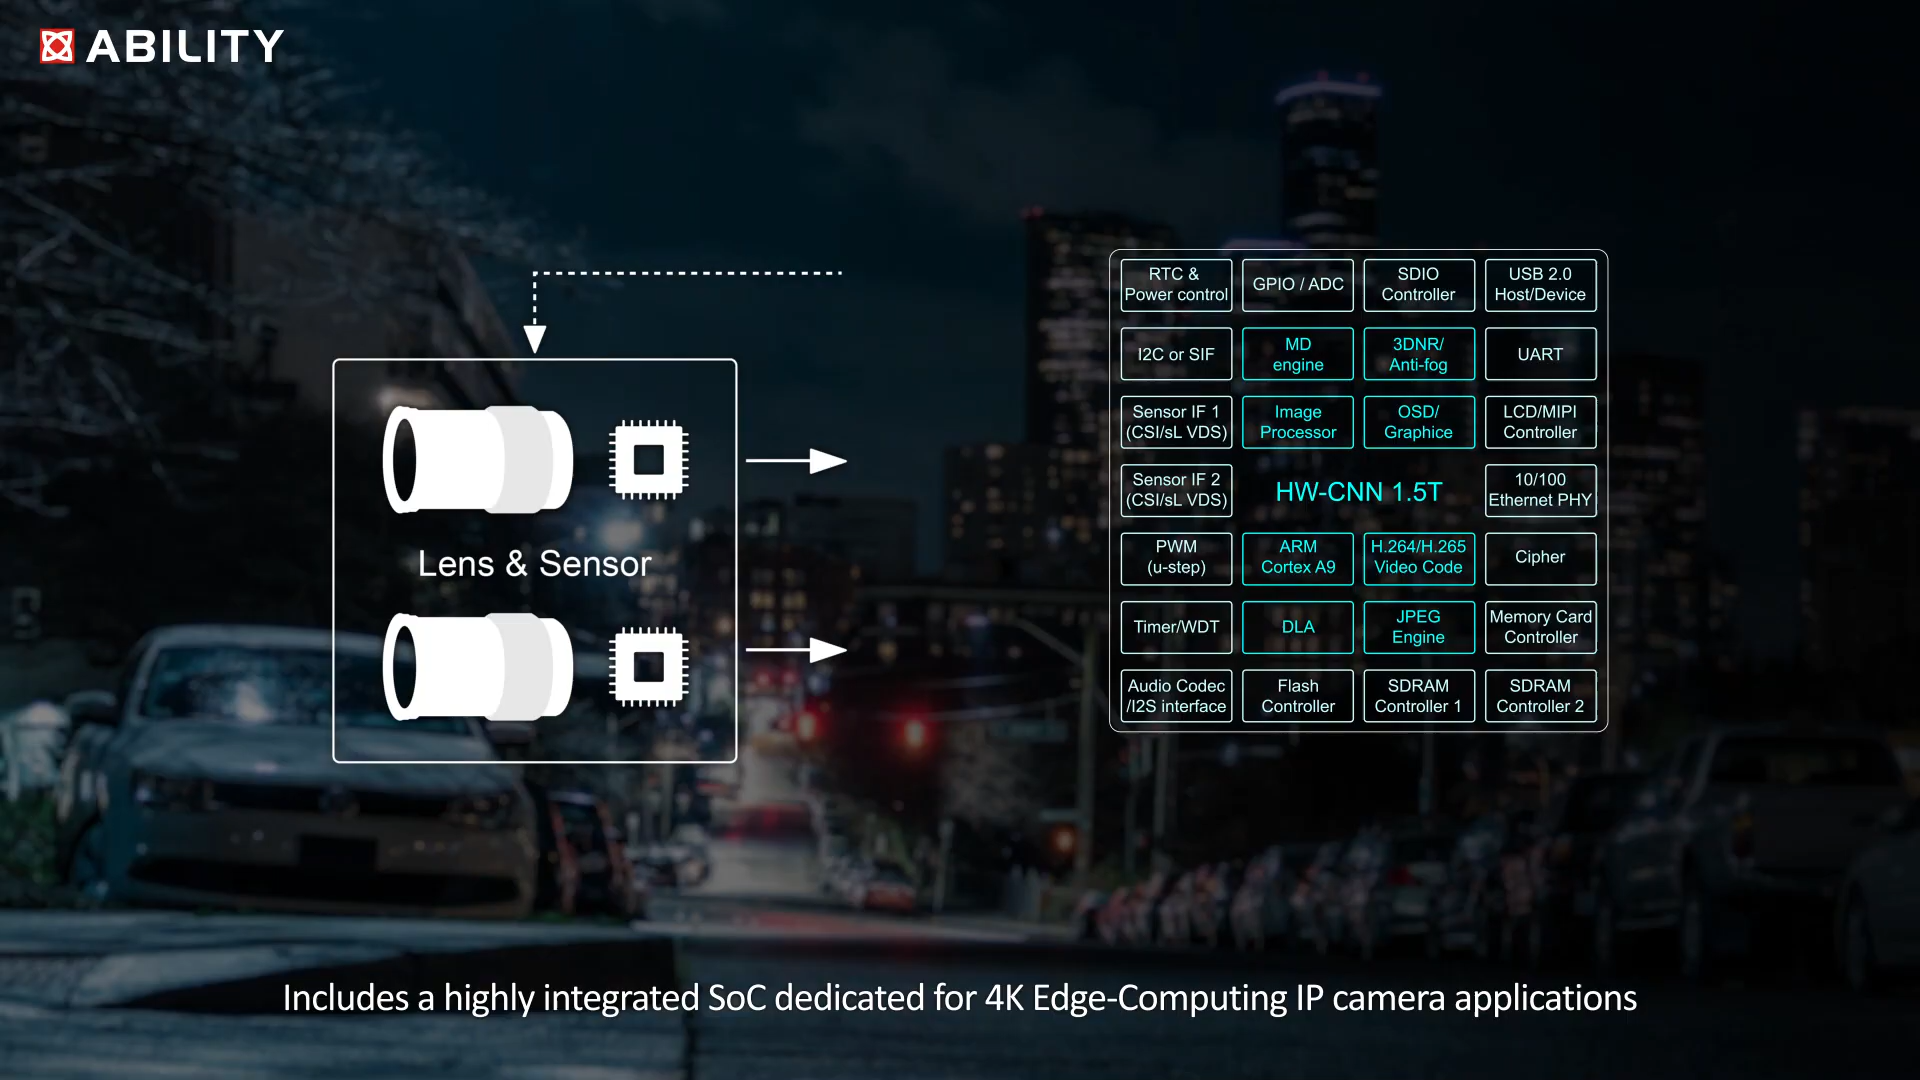 ABILITY
RTC &
Power control
GPIO / ADC
SDIO
Controller
USB 2.0
Host/Device
I2C or SIF
MD
engine
3DNR/
Anti-fog
UART
Sensor IF 1
(CSI/sL VDS)
Image
Processor
OSD/
Graphice
LCD/MIPI
Controller
Sensor IF 2
(CSI/sL VDS)
HW-CNN 1.5T
10/100
Ethernet PHY
PWM
(u-step)
ARM
Cortex A9
H.264/H.265
Video Code
Cipher
Timer/WDT
DLA
JPEG
Engine
Memory Card
Controller
Audio Codec
/I2S interface
Flash
Controller
SDRAM
Controller 1
SDRAM
Controller 2
Lens & Sensor
Includes a highly integrated SoC dedicated for 4K Edge-Computing IP camera applications